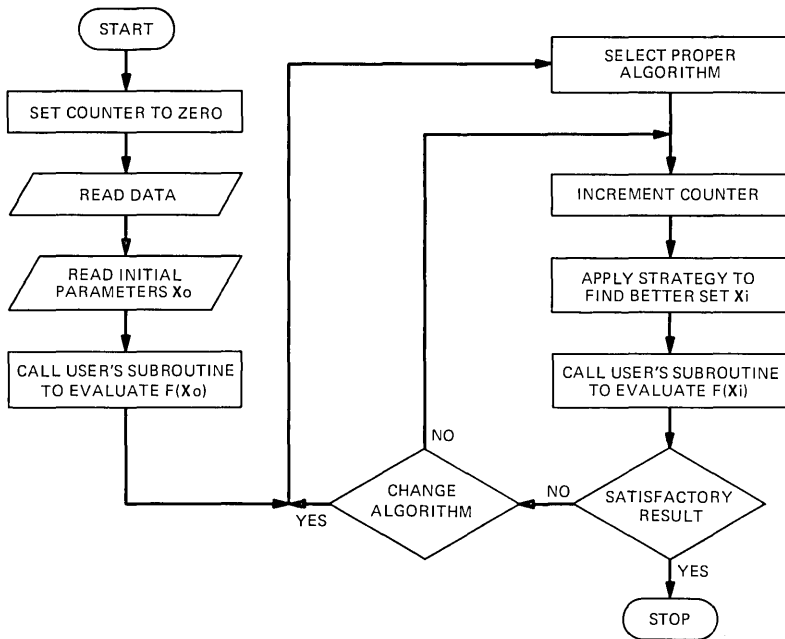 START
SET COUNTER TO ZERO
READ DATA
READ INITIAL
PARAMETERS Xo
CALL USER'S SUBROUTINE
TO EVALUATE F(Xo)
SELECT PROPER
ALGORITHM
INCREMENT COUNTER
APPLY STRATEGY TO
FIND BETTER SET Xi
CALL USER'S SUBROUTINE
TO EVALUATE F(Xi)
SATISFACTORY
RESULT
NO
YES
CHANGE
ALGORITHM
NO
YES
STOP